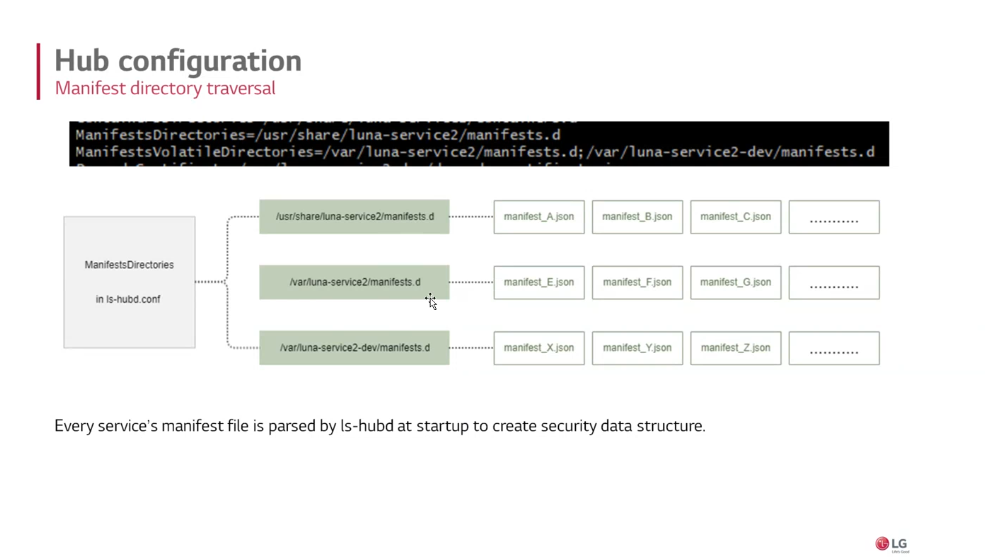 Hub configuration
Manifest directory traversal
ManifestsDirectories=/usr/share/luna-service2/manifests.d
ManifestsVolatileDirectories=/var/luna-service2/manifests.d;/var/luna-service2-dev/manifests.d
/usr/share/luna-service2/manifests.d
manifest_A.json
manifest_B.json
manifest_C.json
...........
ManifestsDirectories
in ls-hubd.conf
/var/luna-service2/manifests.d
manifest_E.json
manifest_F.json
manifest_G.json
...........
/var/luna-service2-dev/manifests.d
manifest_X.json
manifest_Y.json
manifest_Z.json
...........
Every service's manifest file is parsed by ls-hubd at startup to create security data structure.
LG
Life's Good